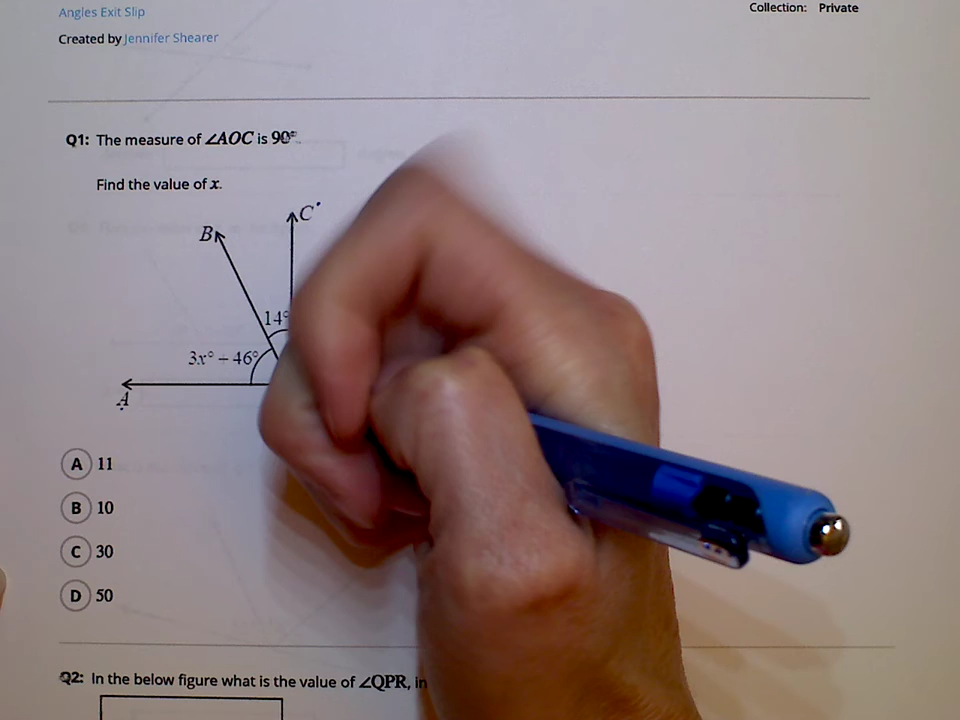 Angles Exit Slip
Collection: Private
Created by Jennifer Shearer
Q1: The measure of ∠AOC is 90°.
Find the value of x.
C
B
14°
3x° + 46°
A
A 11
B 10
C 30
D 50
Q2: In the below figure what is the value of ∠QPR, in